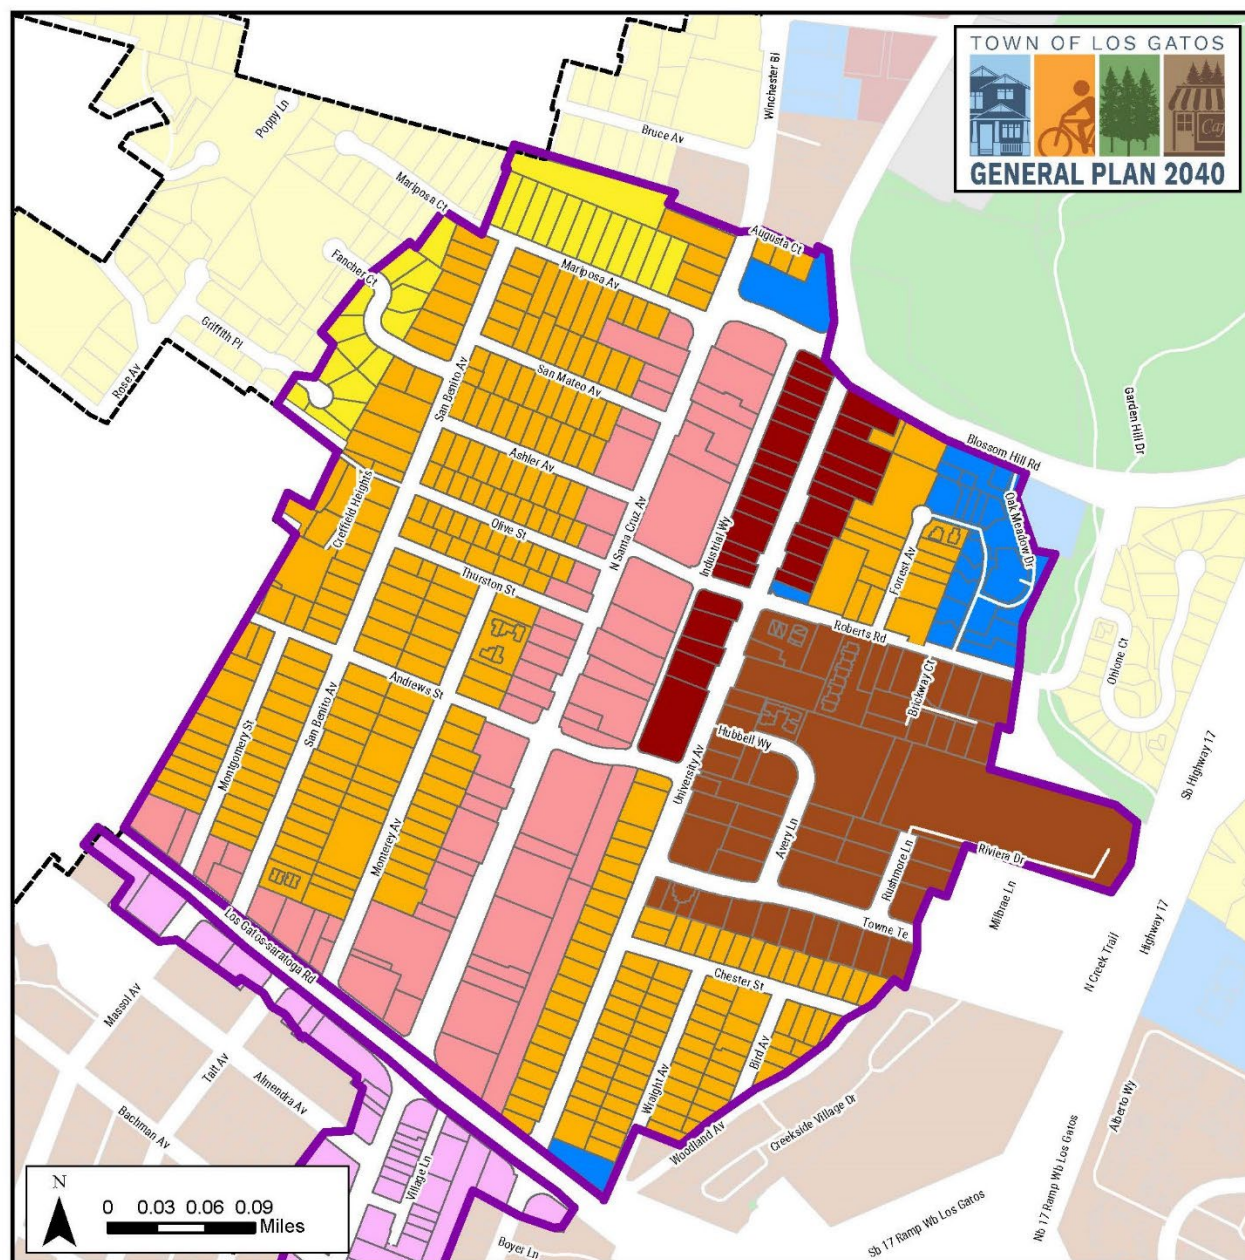 TOWN OF LOS GATOS
Caf
GENERAL PLAN 2040
Winchester Bl
Poppy Ln
Bruce Av
Mariposa Ct
Augusta Ct
Fancher Ct
Mariposa Av
Griffith Pl
Rose Av
San Mateo Av
San Benito Av
Garden Hill Dr
Blossom Hill Rd
Ashler Av
Creffield Heights
Olive St
N Santa Cruz Av
Industrial Wy
Oak Meadow Dr
Thurston St
Forrest Av
Roberts Rd
Andrews St
Brickway Ct
Ohlone Ct
San Benito Av
Montgomery St
Hubbell Wy
University Av
Sb Highway 17
Monterey Av
Avery Ln
Rushmore Ln
Riviera Dr
Milbrae Ln
Los Gatos-saratoga Rd
Towne Te
Highway 17
N Creek Trail
Chester St
Massol Av
Bird Av
Tait Av
Almendra Av
Wraight Av
Bachman Av
Woodland Av
Creekside Village Dr
Alberto Wy
Village Ln
Nb 17 Ramp Wb Los Gatos
Sb 17 Ramp Wb Los Gatos
Boyer Ln
N
0 0.03 0.06 0.09
Miles